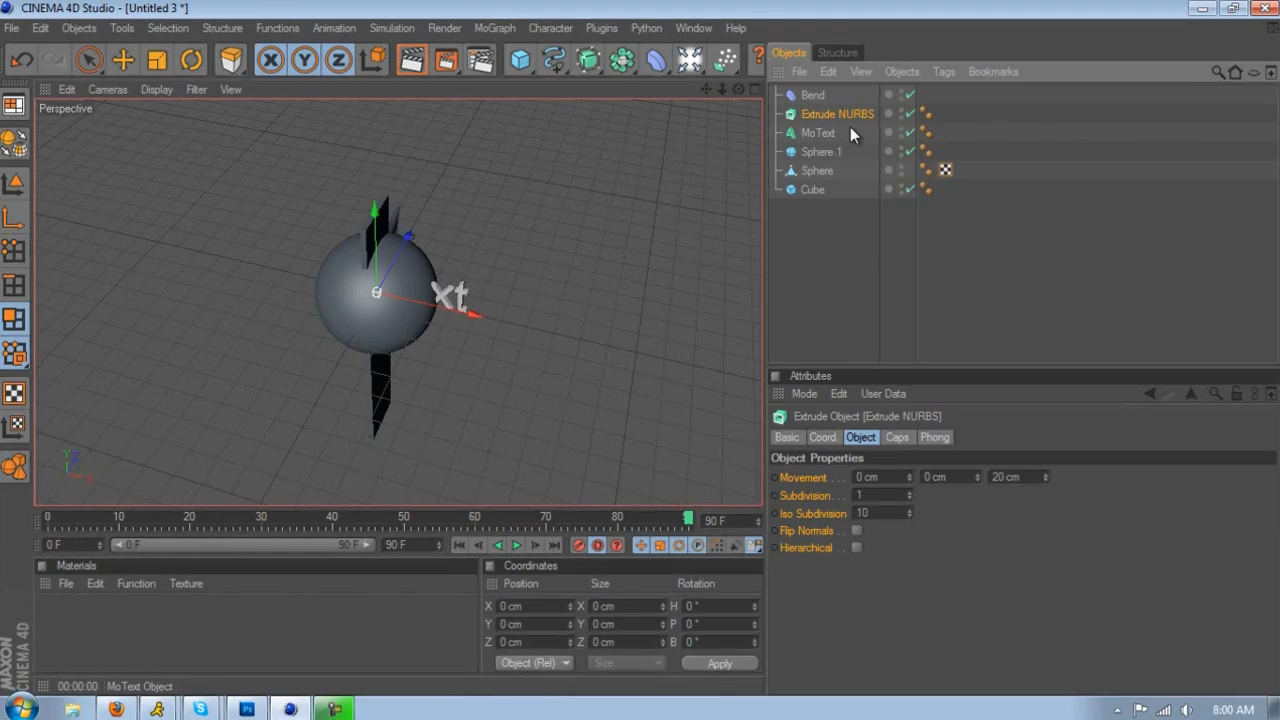 CINEMA 4D Studio - [Untitled 3 *]
File Edit Objects Tools Selection Structure Functions Animation Simulation Render MoGraph Character Plugins Python Window Help
X Y Z ?
Edit Cameras Display Filter View
Perspective
xt
Y Z X
0 10 20 30 40 50 60 70 80 90 F
0 F 0 F 90 F 90 F
Materials
File Edit Function Texture
Coordinates
Position Size Rotation
X 0 cm X 0 cm H 0 °
Y 0 cm Y 0 cm P 0 °
Z 0 cm Z 0 cm B 0 °
Object (Rel) Size Apply
00:00:00 MoText Object
MAXON CINEMA 4D
Objects Structure
File Edit View Objects Tags Bookmarks
Bend
Extrude NURBS
MoText
Sphere.1
Sphere
Cube
Attributes
Mode Edit User Data
Extrude Object [Extrude NURBS]
Basic Coord Object Caps Phong
Object Properties
Movement . . . 0 cm 0 cm 20 cm
Subdivision. . . 1
Iso Subdivision 10
Flip Normals . .
Hierarchical . . .
8:00 AM